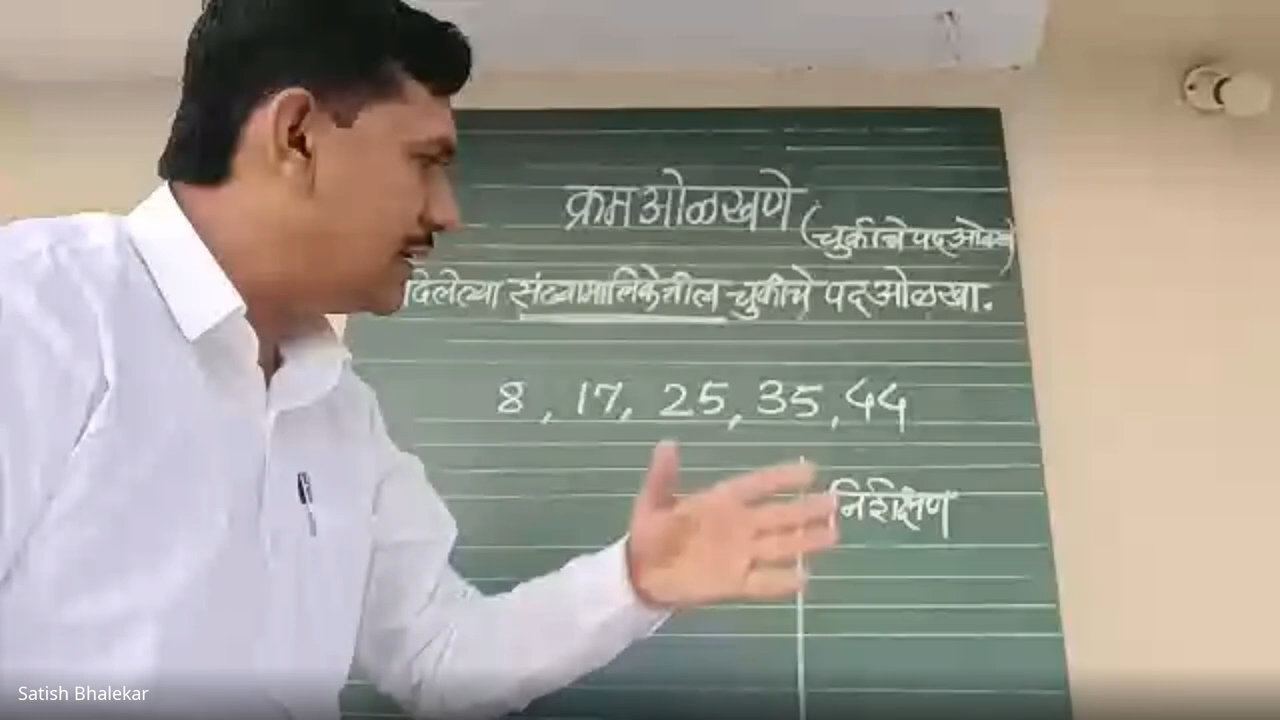 क्रम ओळखणे
(चुकीचे पद ओळखा)
दिलेल्या संख्यामालिकेतील चुकीचे पद ओळखा.
8, 17, 25, 35, 44
निरीक्षण
Satish Bhalekar